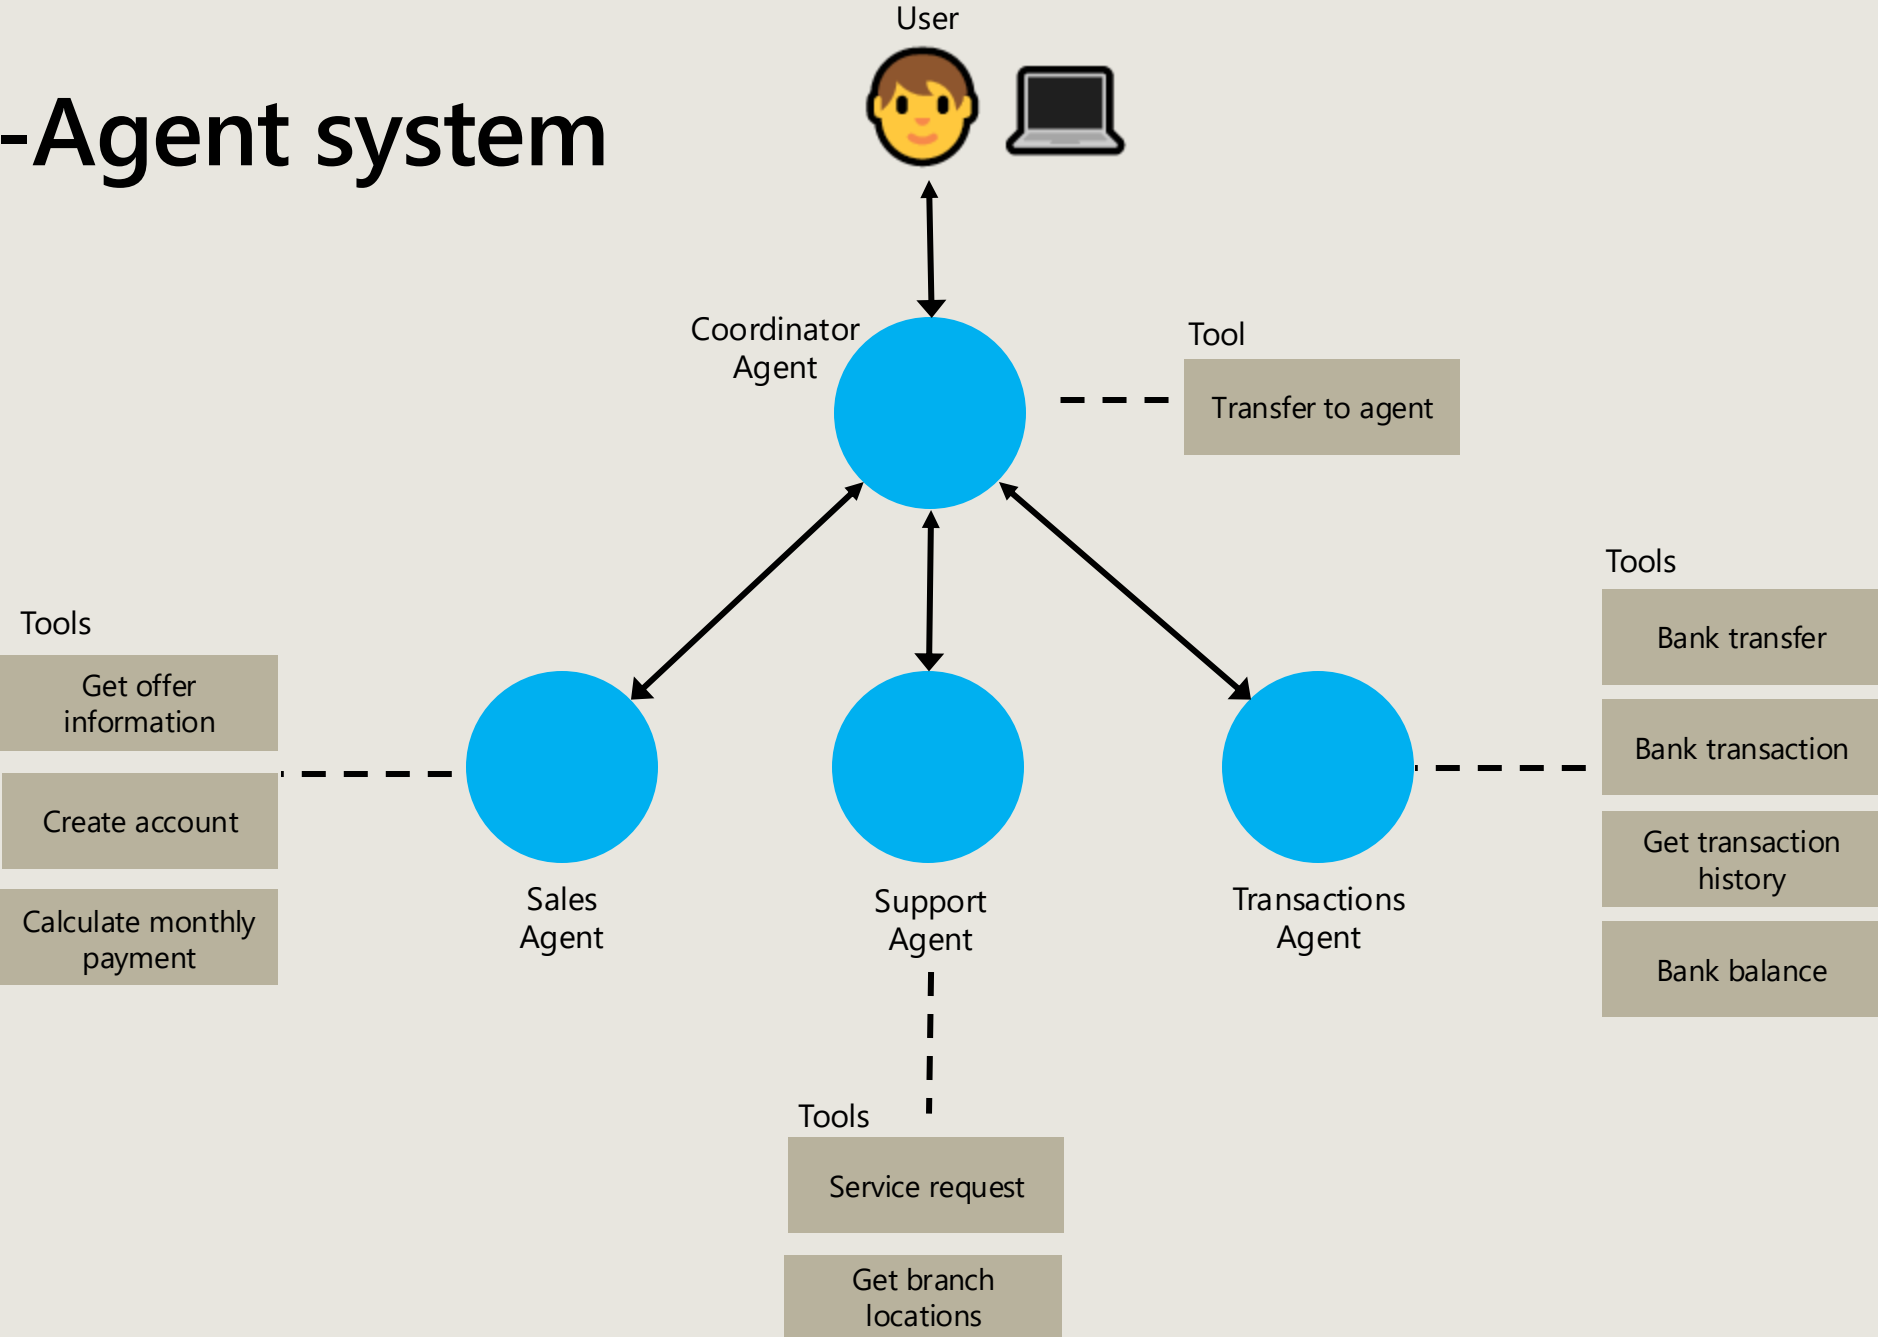 User
-Agent system
Coordinator
Agent
Tool
Transfer to agent
Tools
Get offer
information
Create account
Calculate monthly
payment
Sales
Agent
Support
Agent
Transactions
Agent
Tools
Bank transfer
Bank transaction
Get transaction
history
Bank balance
Tools
Service request
Get branch
locations